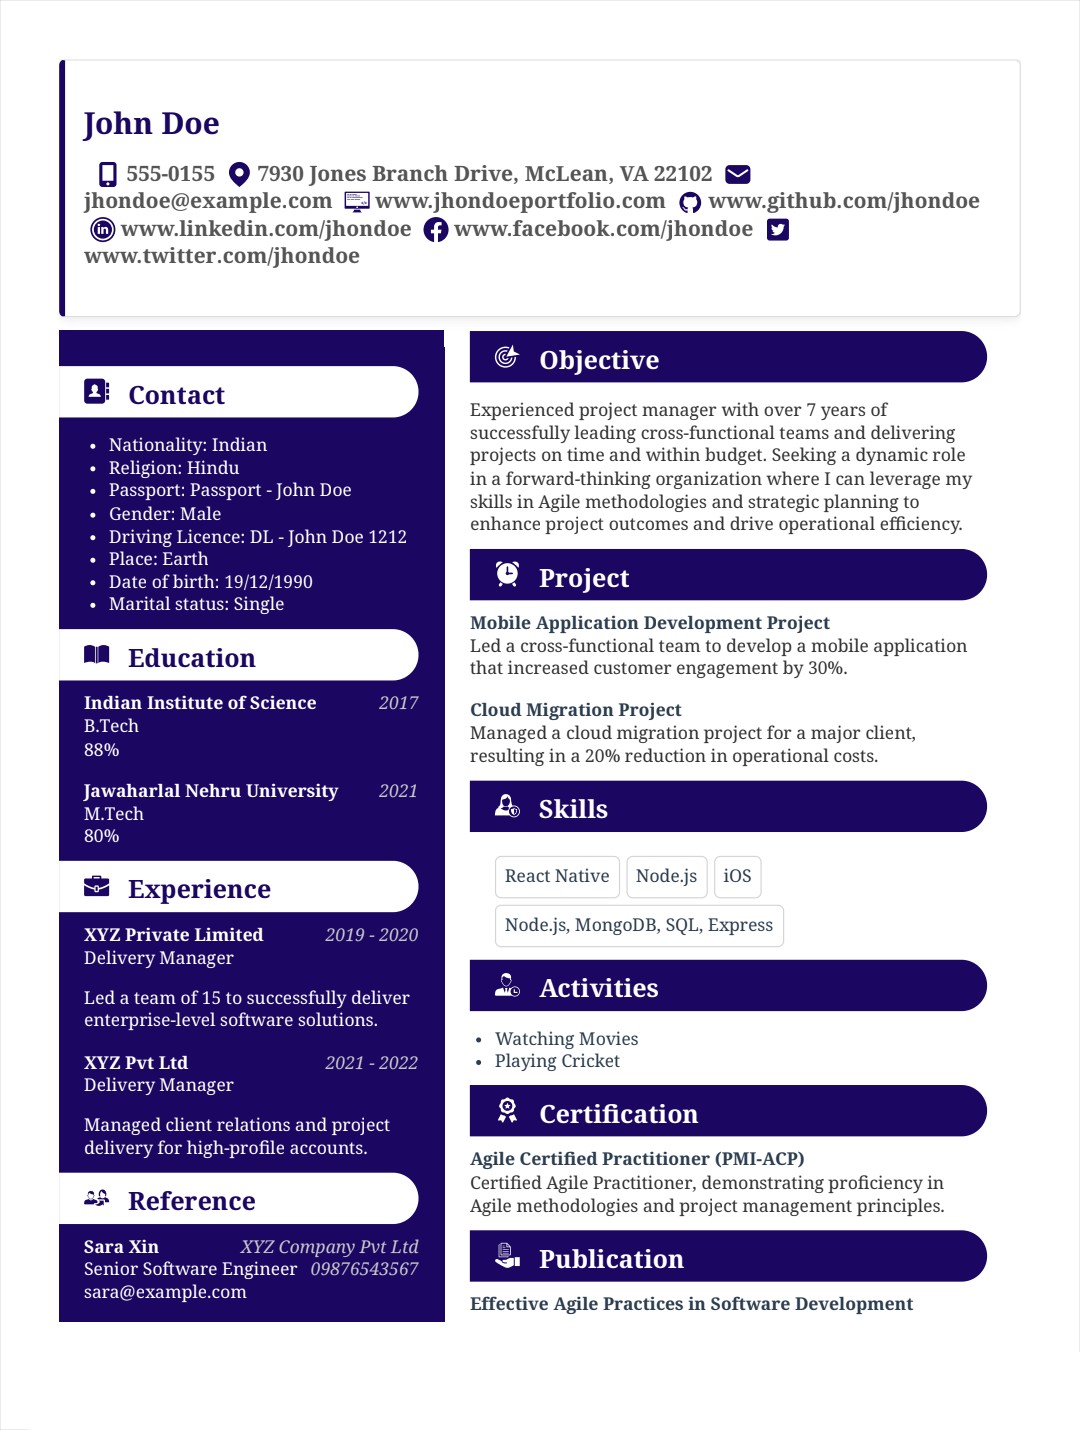 John Doe
555-0155 7930 Jones Branch Drive, McLean, VA 22102
jhondoe@example.com www.jhondoeportfolio.com www.github.com/jhondoe
www.linkedin.com/jhondoe www.facebook.com/jhondoe
www.twitter.com/jhondoe
Contact
• Nationality: Indian
• Religion: Hindu
• Passport: Passport - John Doe
• Gender: Male
• Driving Licence: DL - John Doe 1212
• Place: Earth
• Date of birth: 19/12/1990
• Marital status: Single
Education
Indian Institute of Science 2017
B.Tech
88%
Jawaharlal Nehru University 2021
M.Tech
80%
Experience
XYZ Private Limited 2019 - 2020
Delivery Manager
Led a team of 15 to successfully deliver
enterprise-level software solutions.
XYZ Pvt Ltd 2021 - 2022
Delivery Manager
Managed client relations and project
delivery for high-profile accounts.
Reference
Sara Xin XYZ Company Pvt Ltd
Senior Software Engineer 09876543567
sara@example.com
Objective
Experienced project manager with over 7 years of
successfully leading cross-functional teams and delivering
projects on time and within budget. Seeking a dynamic role
in a forward-thinking organization where I can leverage my
skills in Agile methodologies and strategic planning to
enhance project outcomes and drive operational efficiency.
Project
Mobile Application Development Project
Led a cross-functional team to develop a mobile application
that increased customer engagement by 30%.
Cloud Migration Project
Managed a cloud migration project for a major client,
resulting in a 20% reduction in operational costs.
Skills
React Native Node.js iOS
Node.js, MongoDB, SQL, Express
Activities
• Watching Movies
• Playing Cricket
Certification
Agile Certified Practitioner (PMI-ACP)
Certified Agile Practitioner, demonstrating proficiency in
Agile methodologies and project management principles.
Publication
Effective Agile Practices in Software Development